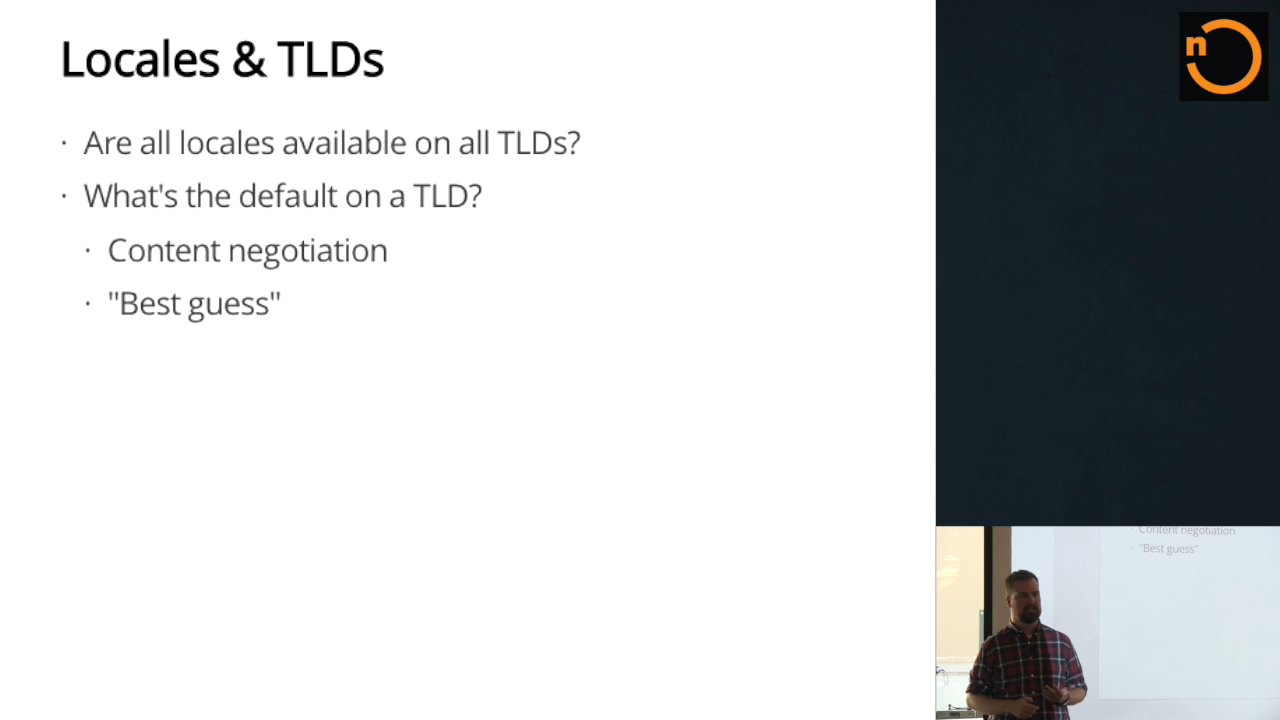 Locales & TLDs
· Are all locales available on all TLDs?
· What's the default on a TLD?
· Content negotiation
· "Best guess"
n
· Content negotiation
· "Best guess"